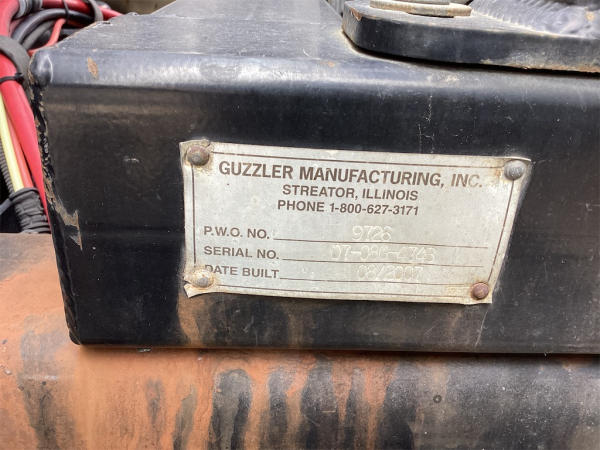 GUZZLER MANUFACTURING, INC.
STREATOR, ILLINOIS
PHONE 1-800-627-3171
P.W.O. NO. 9726
SERIAL NO.
DATE BUILT 08/2007